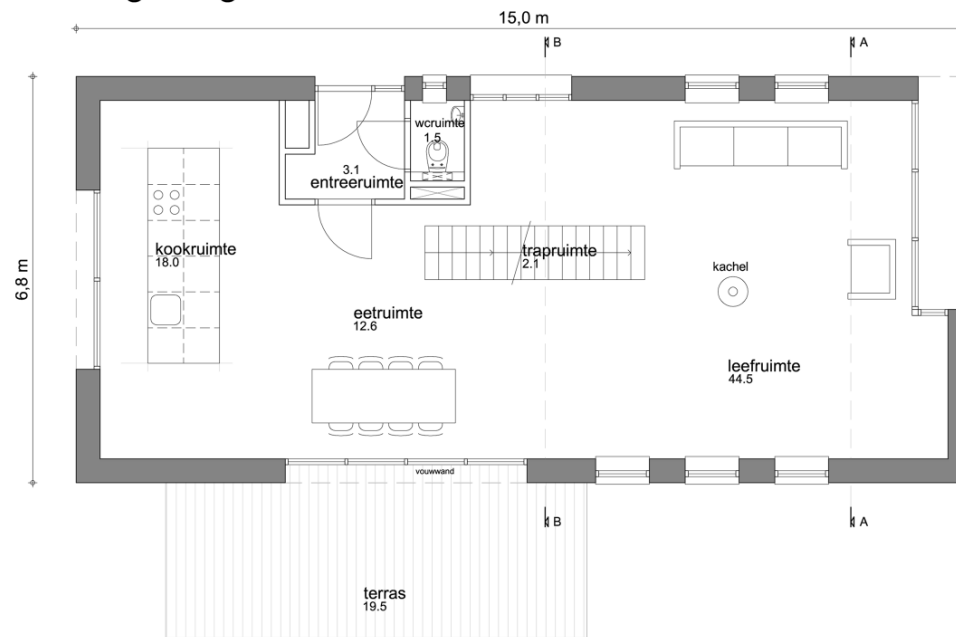 15,0 m
B
A
wcruimte
1.5
3.1
entreeruimte
kookruimte
18.0
trapruimte
2.1
kachel
6,8 m
eetruimte
12.6
leefruimte
44.5
vouwwand
B
A
terras
19.5